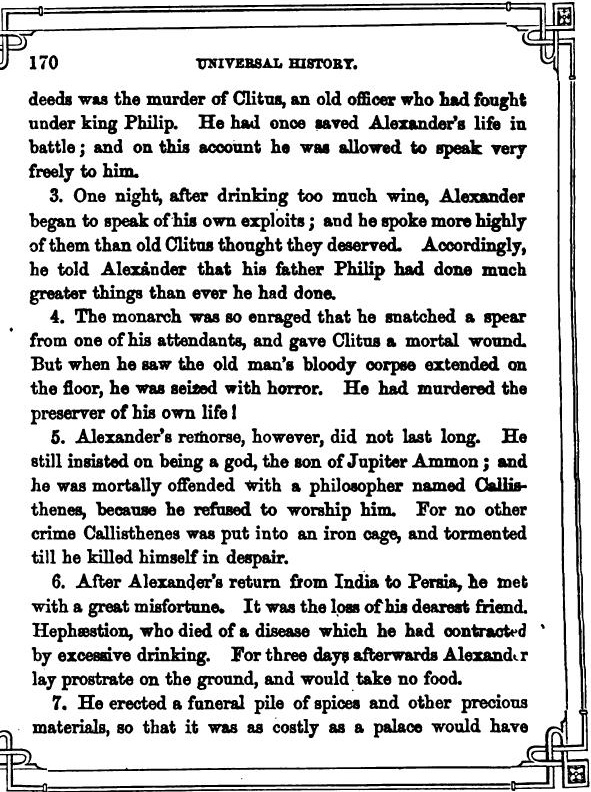 170 UNIVERSAL HISTORY.
deeds was the murder of Clitus, an old officer who had fought
under king Philip. He had once saved Alexander's life in
battle; and on this account he was allowed to speak very
freely to him.
3. One night, after drinking too much wine, Alexander
began to speak of his own exploits; and he spoke more highly
of them than old Clitus thought they deserved. Accordingly,
he told Alexander that his father Philip had done much
greater things than ever he had done.
4. The monarch was so enraged that he snatched a spear
from one of his attendants, and gave Clitus a mortal wound.
But when he saw the old man's bloody corpse extended on
the floor, he was seized with horror. He had murdered the
preserver of his own life!
5. Alexander's remorse, however, did not last long. He
still insisted on being a god, the son of Jupiter Ammon; and
he was mortally offended with a philosopher named Callis-
thenes, because he refused to worship him. For no other
crime Callisthenes was put into an iron cage, and tormented
till he killed himself in despair.
6. After Alexander's return from India to Persia, he met
with a great misfortune. It was the loss of his dearest friend.
Hephæstion, who died of a disease which he had contracted
by excessive drinking. For three days afterwards Alexander
lay prostrate on the ground, and would take no food.
7. He erected a funeral pile of spices and other precious
materials, so that it was as costly as a palace would have